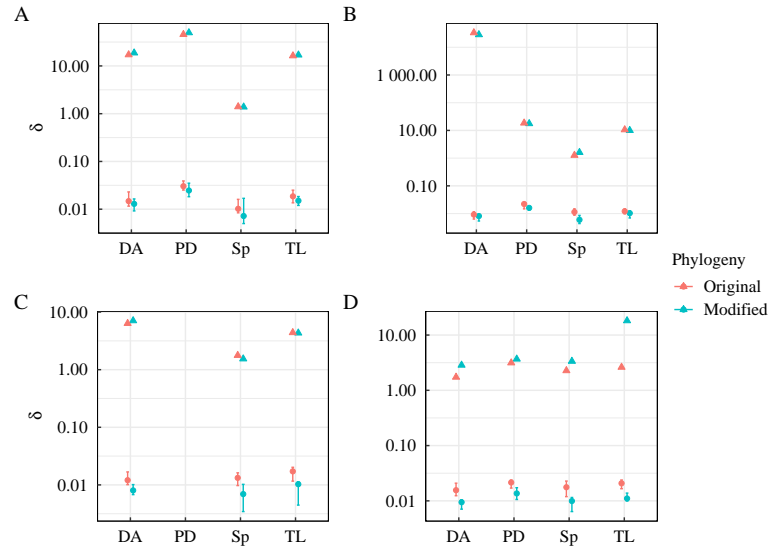 A
B
10.00
1.00
0.10
0.01
δ
DA PD Sp TL
1 000.00
10.00
0.10
δ
DA PD Sp TL
Phylogeny
Original
Modified
C
D
10.00
1.00
0.10
0.01
δ
DA PD Sp TL
10.00
1.00
0.10
0.01
δ
DA PD Sp TL